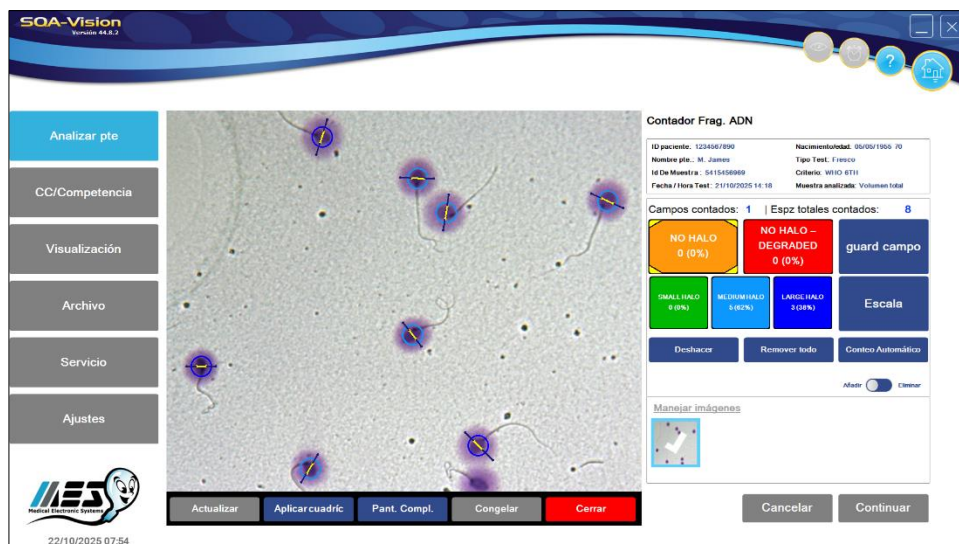 SQA-Vision
Versión 44.8.2
?
Analizar pte
CC/Competencia
Visualización
Archivo
Servicio
Ajustes
MES
Medical Electronic Systems
22/10/2025 07:54
Actualizar
Aplicar cuadríc
Pant. Compl.
Congelar
Cerrar
Contador Frag. ADN
ID paciente: 1234567890 Nacimiento/edad: 05/05/1955 70
Nombre pte.: M. James Tipo Test: Fresco
Id De Muestra: 5415456969 Criterio: WHO 6TH
Fecha / Hora Test: 21/10/2025 14:18 Muestra analizada: Volumen total
Campos contados: 1 | Espz totales contados: 8
NO HALO
0 (0%)
NO HALO –
DEGRADED
0 (0%)
guard campo
SMALL HALO
0 (0%)
MEDIUM HALO
5 (62%)
LARGE HALO
3 (38%)
Escala
Deshacer
Remover todo
Conteo Automático
Añadir
Eliminar
Manejar imágenes
Cancelar
Continuar